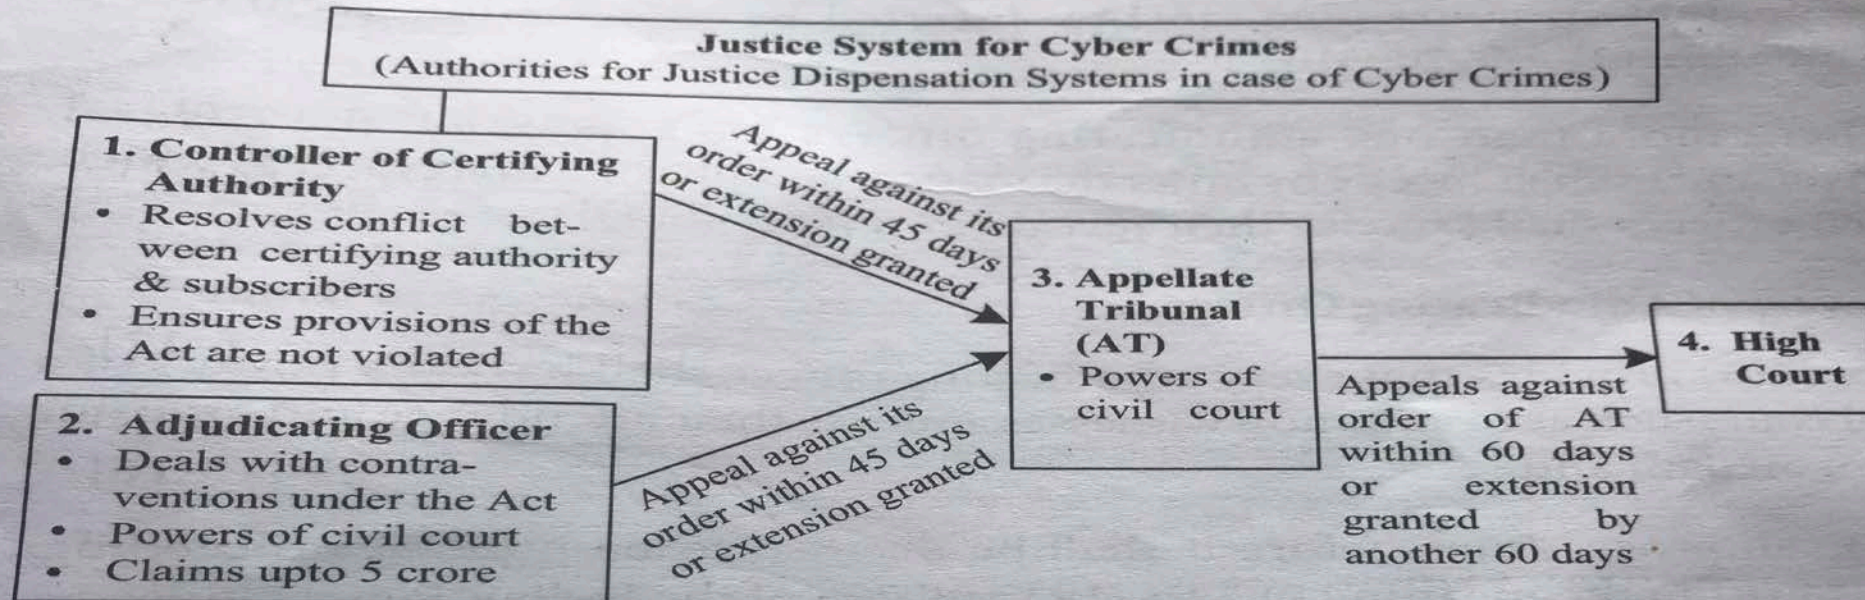 Justice System for Cyber Crimes
(Authorities for Justice Dispensation Systems in case of Cyber Crimes)
1. Controller of Certifying
Authority
• Resolves conflict bet-
ween certifying authority
& subscribers
• Ensures provisions of the
Act are not violated
Appeal against its
order within 45 days
or extension granted
2. Adjudicating Officer
• Deals with contra-
ventions under the Act
• Powers of civil court
• Claims upto 5 crore
Appeal against its
order within 45 days
or extension granted
3. Appellate
Tribunal
(AT)
• Powers of
civil court
Appeals against
order of AT
within 60 days
or extension
granted by
another 60 days
4. High
Court